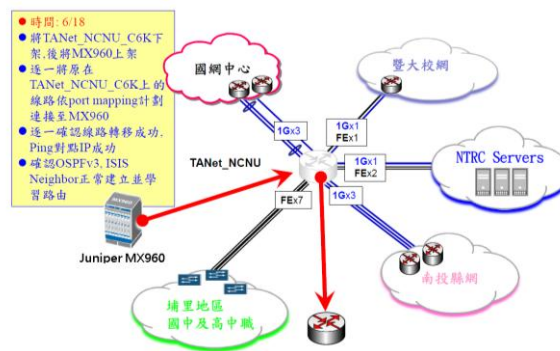 時間: 6/18
將TANet_NCNU_C6K下
架,後將MX960上架
逐一將原在
TANet_NCNU_C6K上的
線路依port mapping計劃
連接至MX960
逐一確認線路轉移成功,
Ping對點IP成功
確認OSPFv3, ISIS
Neighbor正常建立並學
習路由
國網中心
暨大校網
1Gx3
1Gx1
FEx1
TANet_NCNU
1Gx1
FEx2
NTRC Servers
FEx7
1Gx3
Juniper MX960
南投縣網
埔里地區
國中及高中職